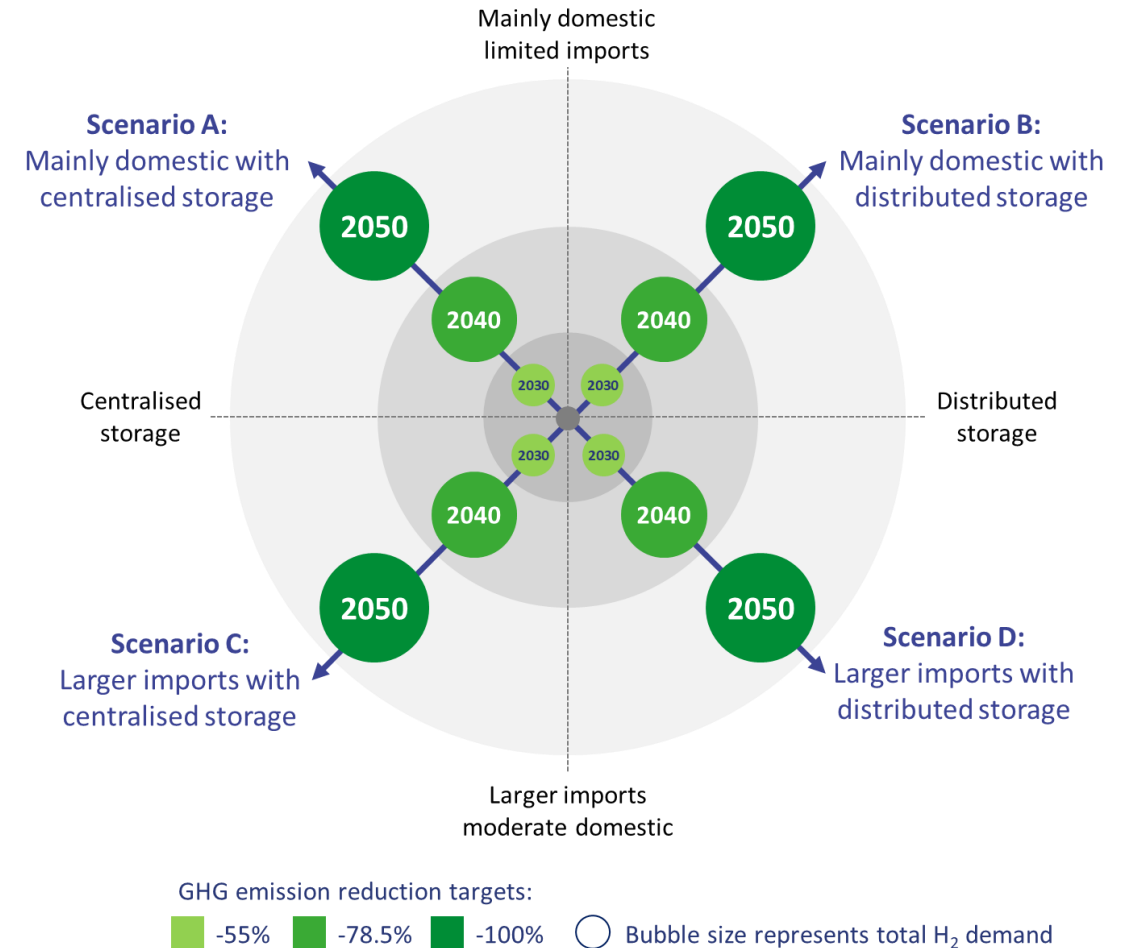 Mainly domestic
limited imports
Scenario A:
Mainly domestic with
centralised storage
Scenario B:
Mainly domestic with
distributed storage
2050
2050
2040
2040
2030
2030
Centralised
storage
Distributed
storage
2030
2030
2040
2040
2050
2050
Scenario C:
Larger imports with
centralised storage
Scenario D:
Larger imports with
distributed storage
Larger imports
moderate domestic
GHG emission reduction targets:
-55% -78.5% -100% Bubble size represents total H₂ demand